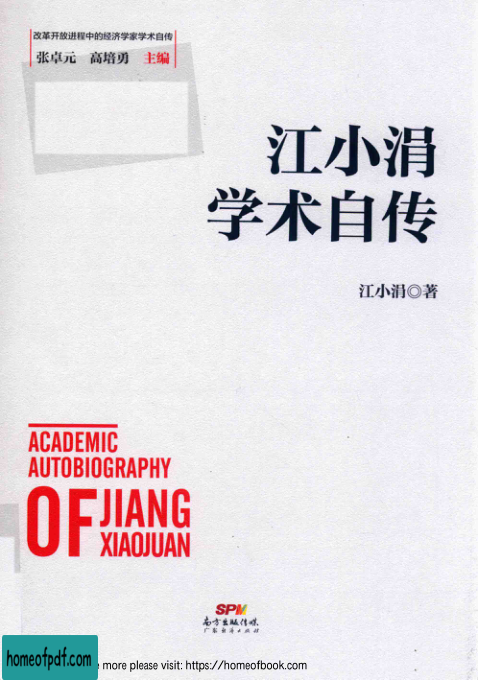 改革开放进程中的经济学家学术自传
张卓元 高培勇 主编
江小涓
学术自传
江小涓◎著
ACADEMIC
AUTOBIOGRAPHY
OF JIANG
XIAOJUAN
SPM
南方出版传媒
广东经济出版社
homeofpdf.com
more please visit: https://homeofbook.com